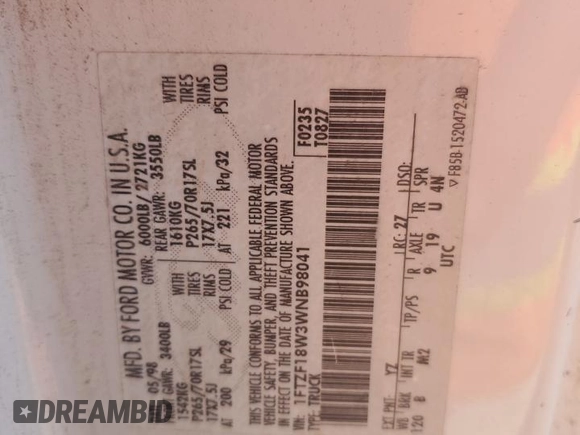 MFD. BY FORD MOTOR CO. IN U.S.A.
05/98 GVWR: 6000LB/ 2721KG
GAWR: 3400LB REAR GAWR: 3550LB
1542KG WITH 1610KG WITH
P265/70R17SL TIRES P265/70R17SL TIRES
17X7.5J RIMS 17X7.5J RIMS
AT 200 kPa/29 PSI COLD AT 221 kPa/32 PSI COLD
THIS VEHICLE CONFORMS TO ALL APPLICABLE FEDERAL MOTOR
VEHICLE SAFETY, BUMPER, AND THEFT PREVENTION STANDARDS
IN EFFECT ON THE DATE OF MANUFACTURE SHOWN ABOVE.
VIN: 1FTZF18W3WNB98041 F0235
TYPE: TRUCK T0827
EXT PNT: YZ RC: 27 DSO:
WB BRK INT TR TP/PS R AXLE TR SPR
120 B M2 9 19 U 4N
UTC
F85B-1520472-AD
DREAMBID